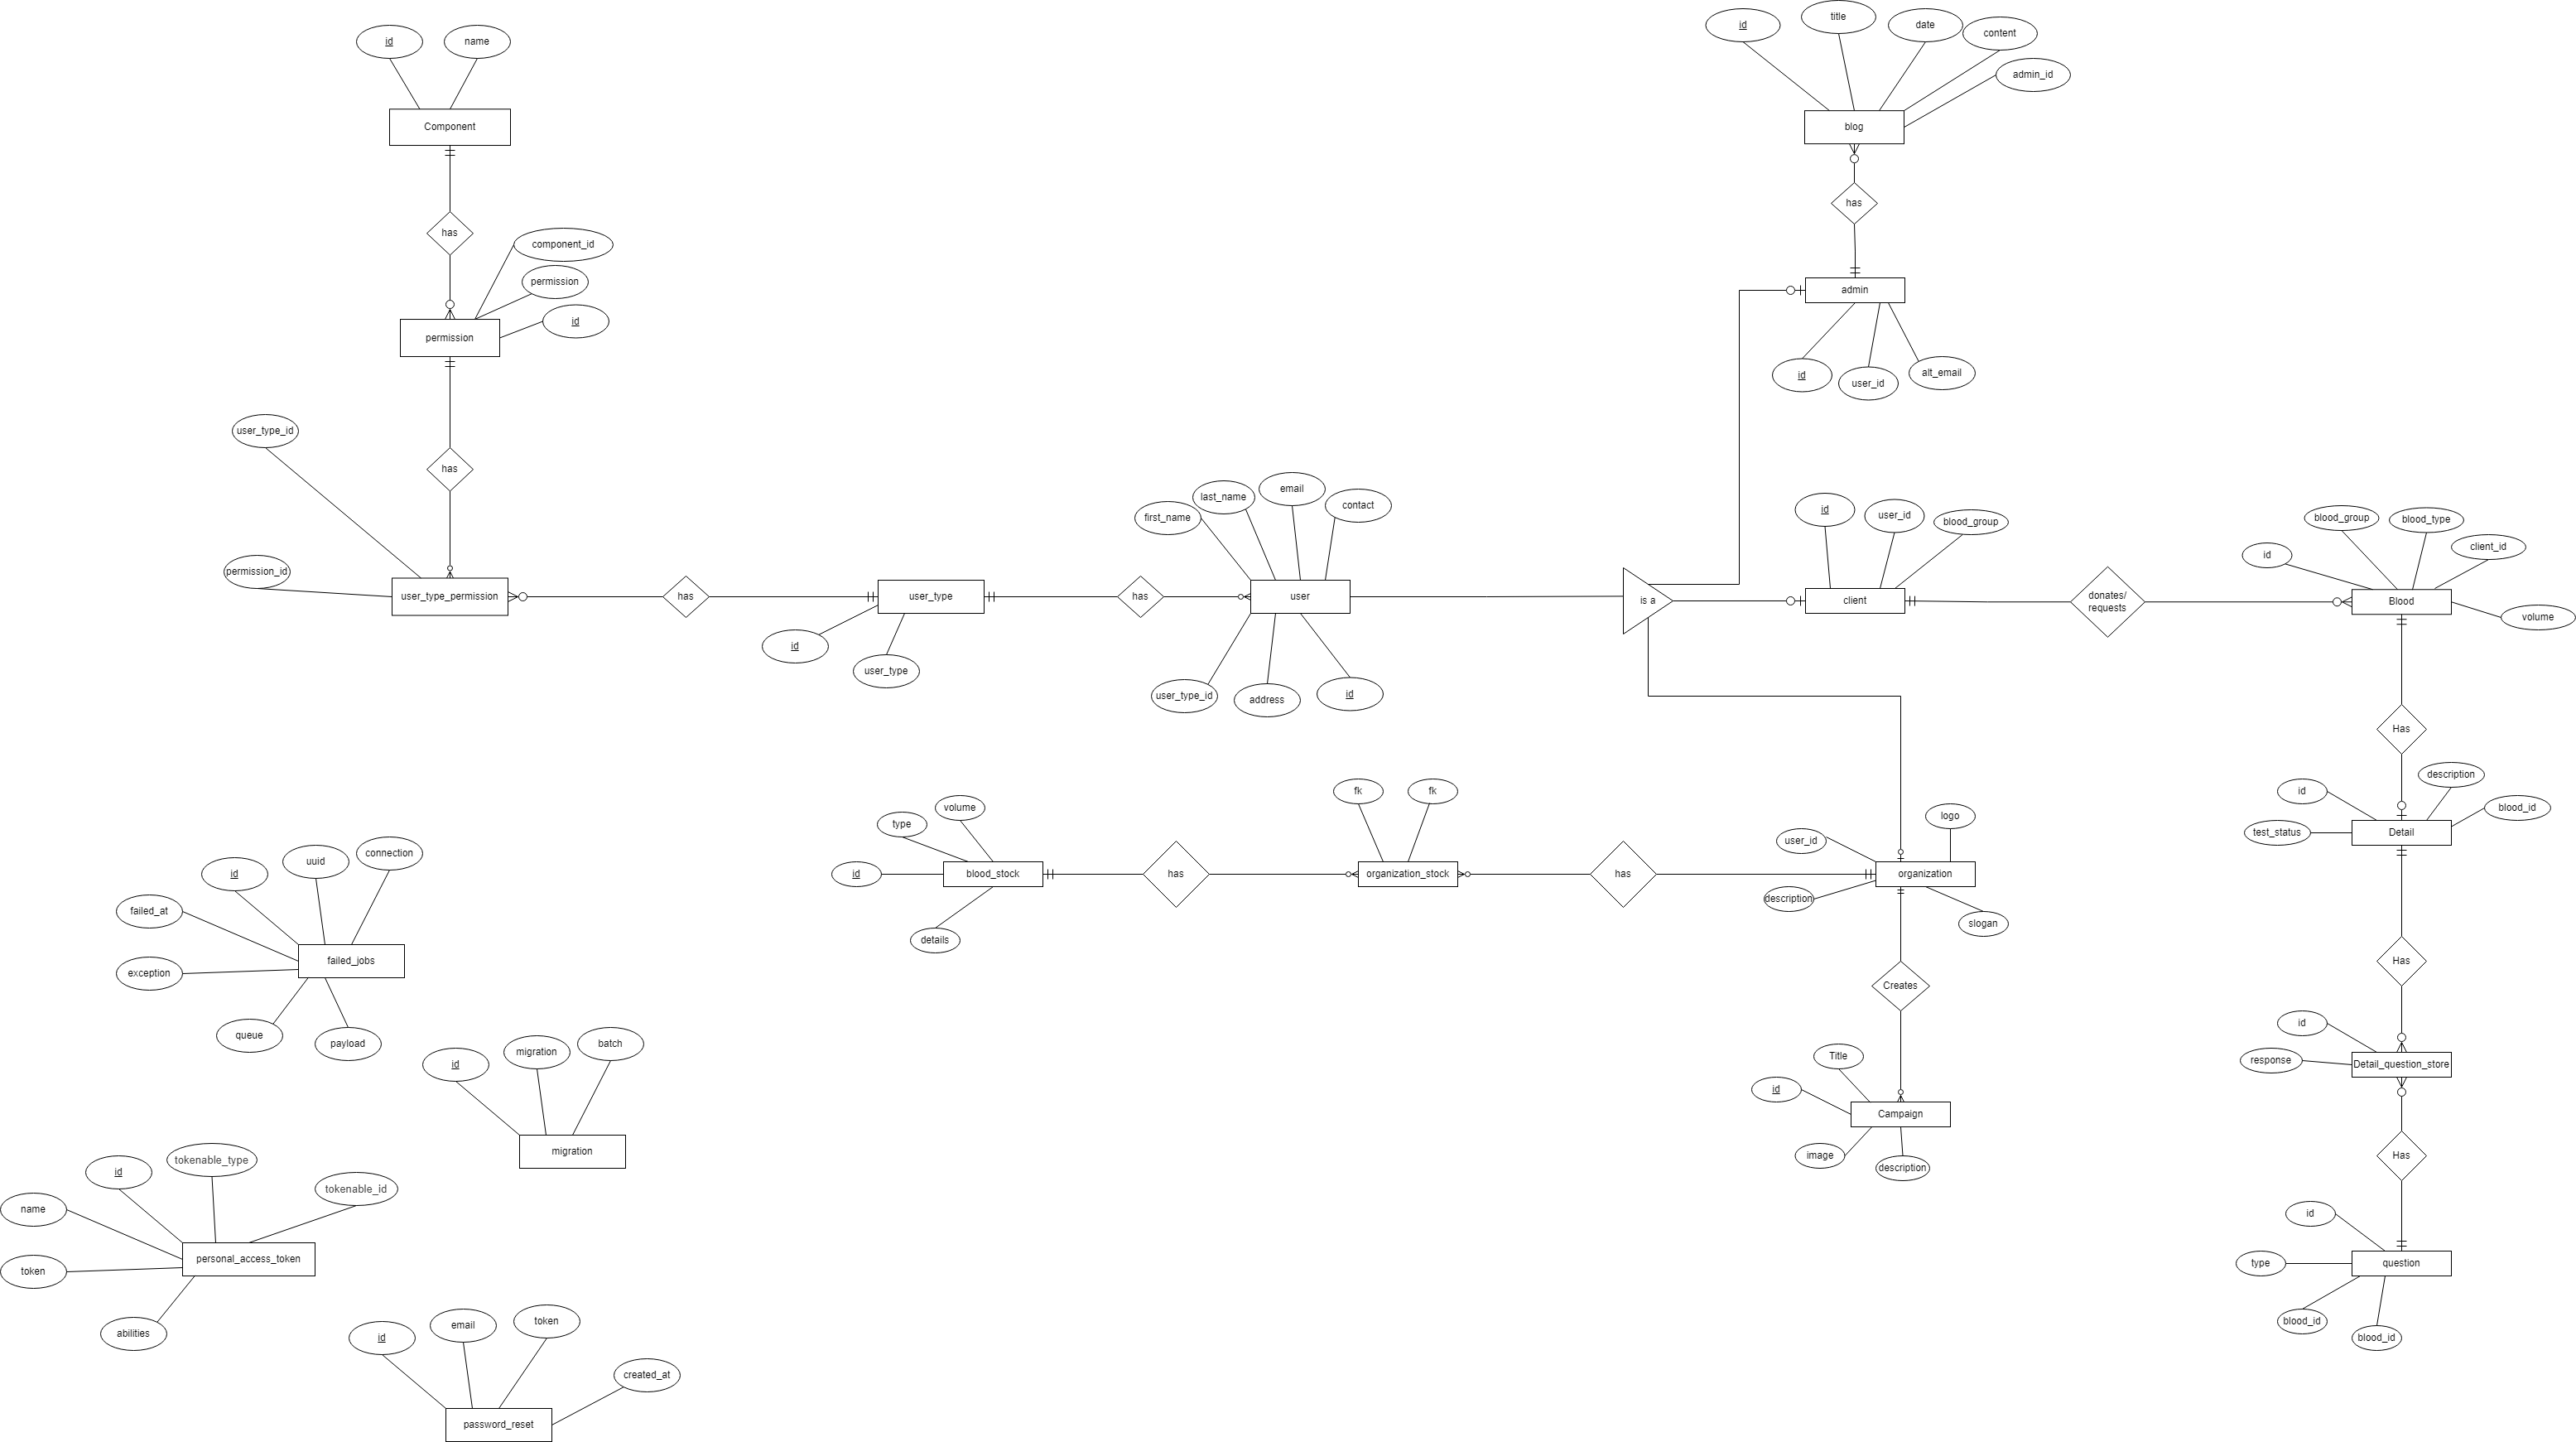 id
name
Component
has
component_id
permission
id
permission
has
user_type_id
permission_id
user_type_permission
has
user_type
id
user_type
has
first_name
last_name
email
contact
user
user_type_id
address
id
is a
id
title
date
content
admin_id
blog
has
admin
id
user_id
alt_email
id
user_id
blood_group
client
donates/
requests
blood_group
blood_type
id
client_id
Blood
volume
Has
id
description
blood_id
test_status
Detail
Has
id
response
Detail_question_store
Has
id
type
question
blood_id
blood_id
volume
type
id
blood_stock
details
has
fk
fk
organization_stock
has
logo
user_id
organization
description
slogan
Creates
Title
id
Campaign
image
description
connection
uuid
id
failed_at
failed_jobs
exception
queue
payload
batch
migration
id
migration
tokenable_type
id
tokenable_id
name
personal_access_token
token
abilities
token
email
id
created_at
password_reset